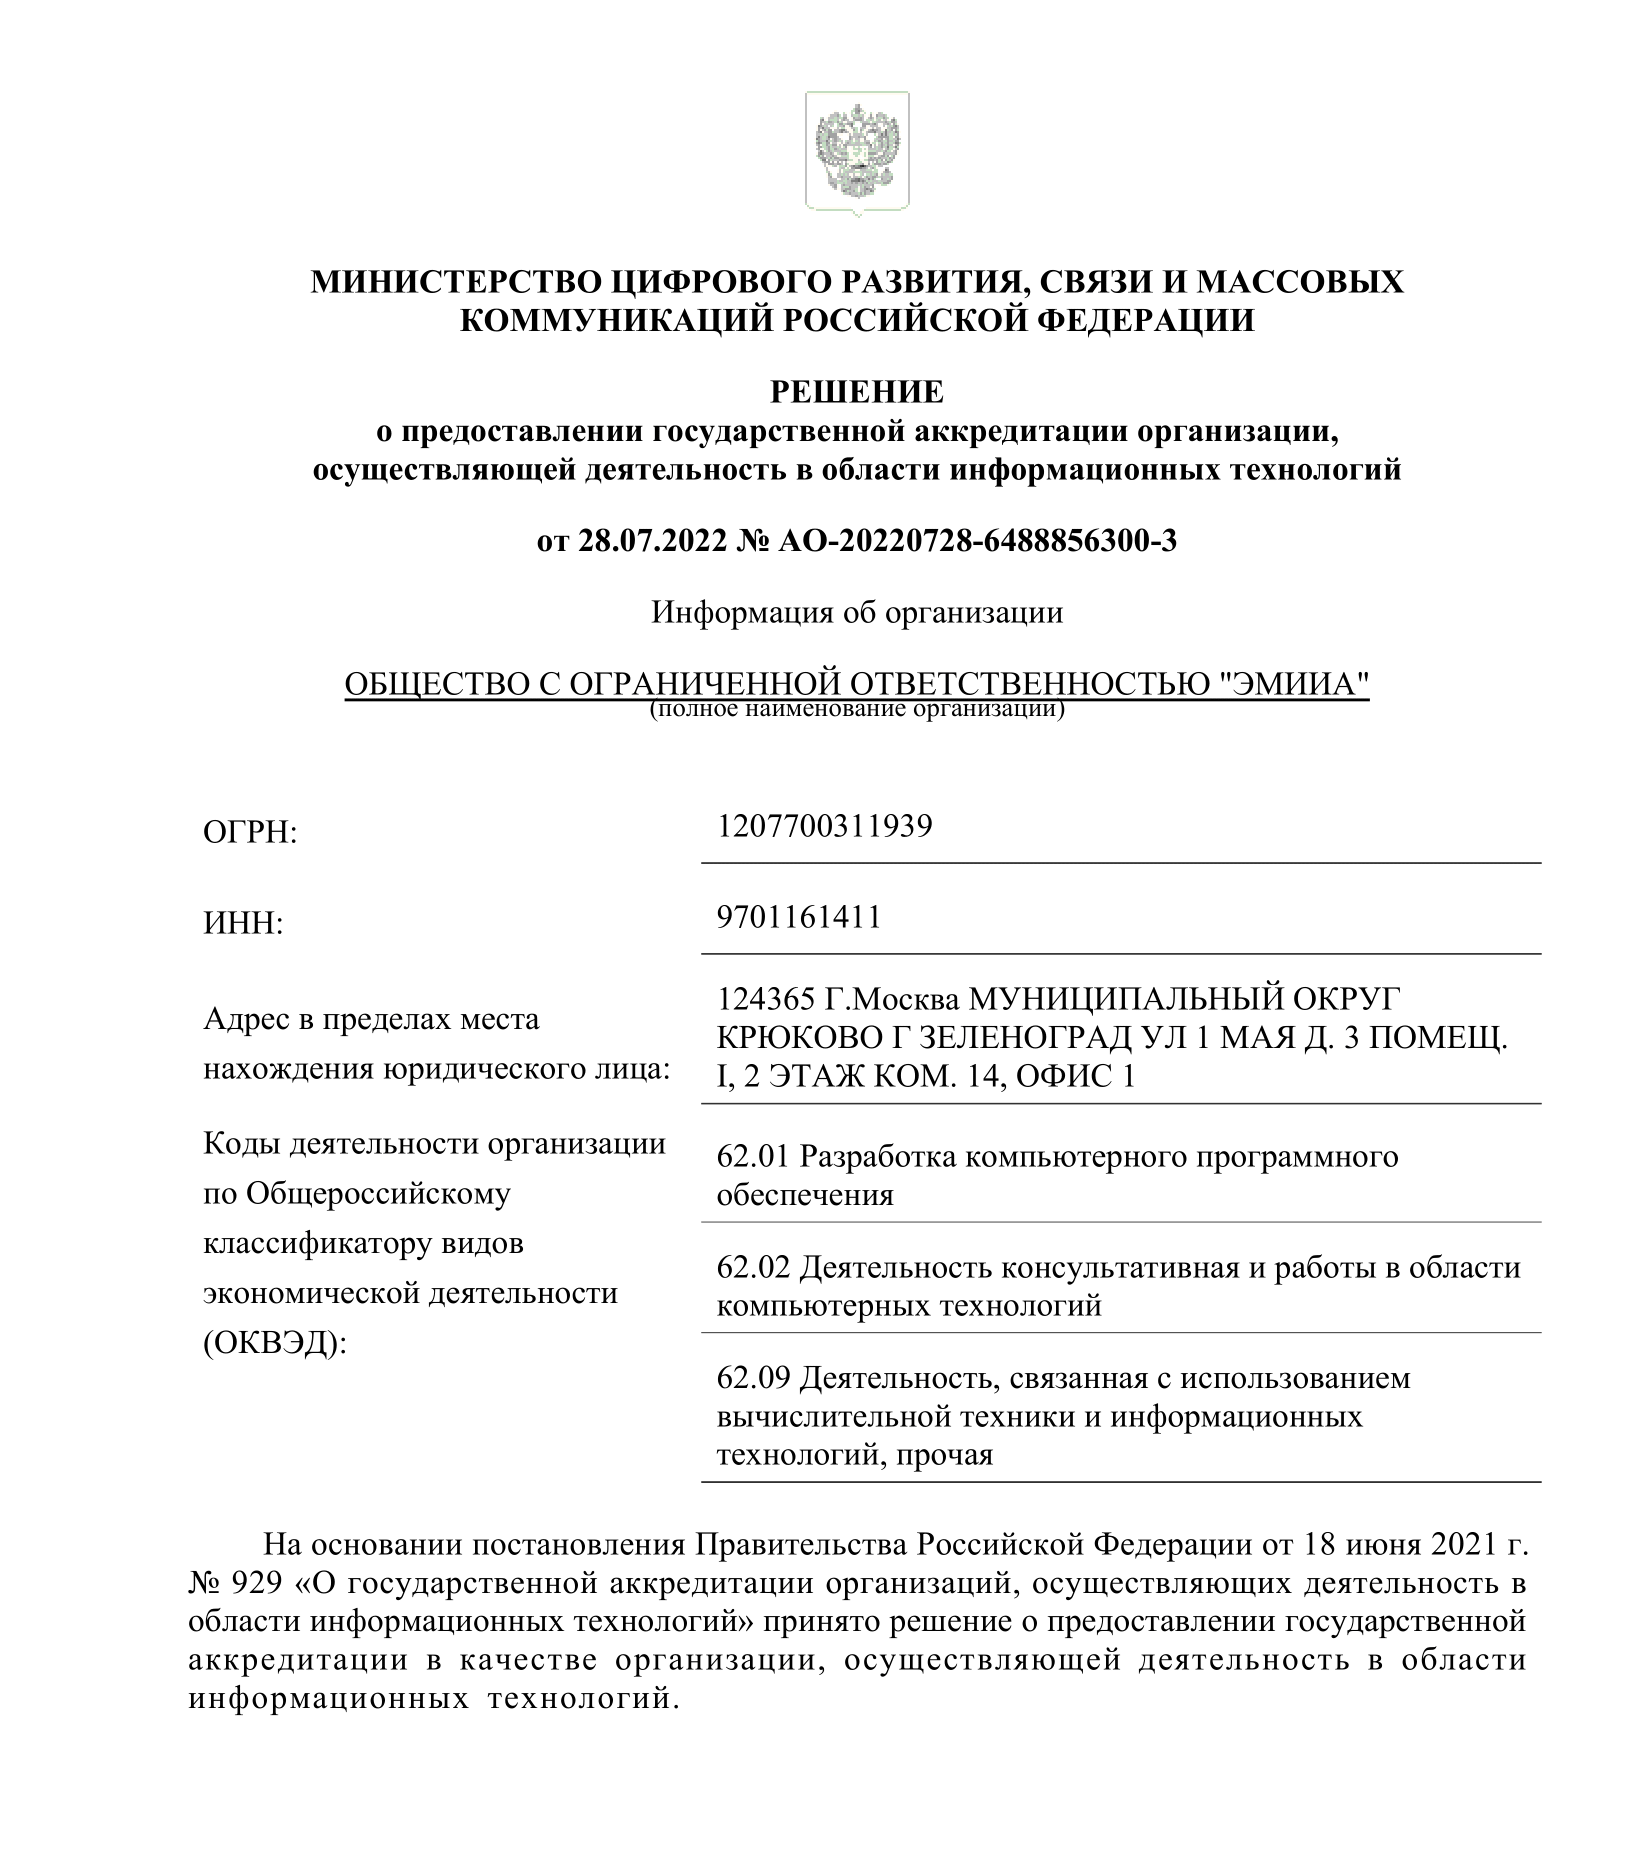 МИНИСТЕРСТВО ЦИФРОВОГО РАЗВИТИЯ, СВЯЗИ И МАССОВЫХ
КОММУНИКАЦИЙ РОССИЙСКОЙ ФЕДЕРАЦИИ
РЕШЕНИЕ
о предоставлении государственной аккредитации организации,
осуществляющей деятельность в области информационных технологий
от 28.07.2022 № АО-20220728-6488856300-3
Информация об организации
ОБЩЕСТВО С ОГРАНИЧЕННОЙ ОТВЕТСТВЕННОСТЬЮ "ЭМИИА"
(полное наименование организации)
ОГРН:
1207700311939
ИНН:
9701161411
Адрес в пределах места
нахождения юридического лица:
124365 Г.Москва МУНИЦИПАЛЬНЫЙ ОКРУГ
КРЮКОВО Г ЗЕЛЕНОГРАД УЛ 1 МАЯ Д. 3 ПОМЕЩ.
I, 2 ЭТАЖ КОМ. 14, ОФИС 1
Коды деятельности организации
по Общероссийскому
классификатору видов
экономической деятельности
(ОКВЭД):
62.01 Разработка компьютерного программного
обеспечения
62.02 Деятельность консультативная и работы в области
компьютерных технологий
62.09 Деятельность, связанная с использованием
вычислительной техники и информационных
технологий, прочая
На основании постановления Правительства Российской Федерации от 18 июня 2021 г.
№ 929 «О государственной аккредитации организаций, осуществляющих деятельность в
области информационных технологий» принято решение о предоставлении государственной
аккредитации в качестве организации, осуществляющей деятельность в области
информационных технологий.